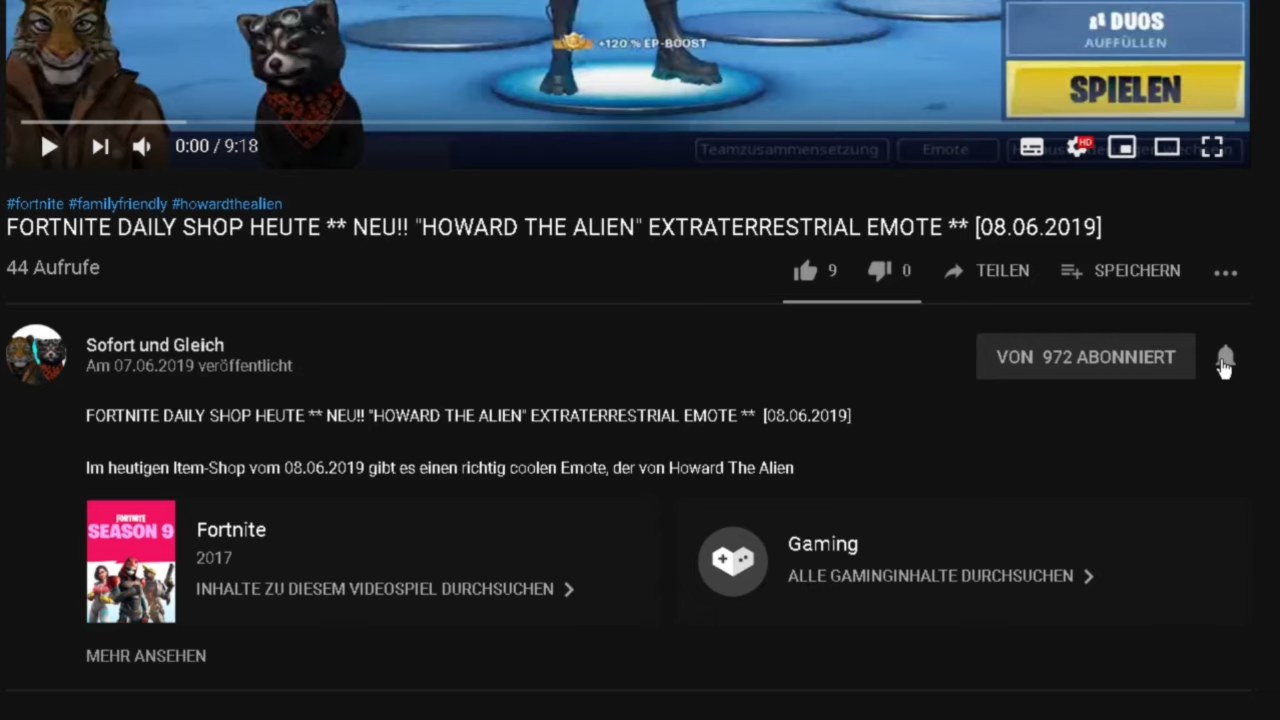 DUOS
AUFFÜLLEN
+120 % EP-BOOST
SPIELEN
0:00 / 9:18
Teamzusammensetzung
Emote
HD
#fortnite #familyfriendly #howardthealien
FORTNITE DAILY SHOP HEUTE ** NEU!! "HOWARD THE ALIEN" EXTRATERRESTRIAL EMOTE ** [08.06.2019]
44 Aufrufe
9
0
TEILEN
SPEICHERN
Sofort und Gleich
Am 07.06.2019 veröffentlicht
VON 972 ABONNIERT
FORTNITE DAILY SHOP HEUTE ** NEU!! "HOWARD THE ALIEN" EXTRATERRESTRIAL EMOTE ** [08.06.2019]
Im heutigen Item-Shop vom 08.06.2019 gibt es einen richtig coolen Emote, der von Howard The Alien
FORTNITE
SEASON 9
Fortnite
2017
INHALTE ZU DIESEM VIDEOSPIEL DURCHSUCHEN
Gaming
ALLE GAMINGINHALTE DURCHSUCHEN
MEHR ANSEHEN